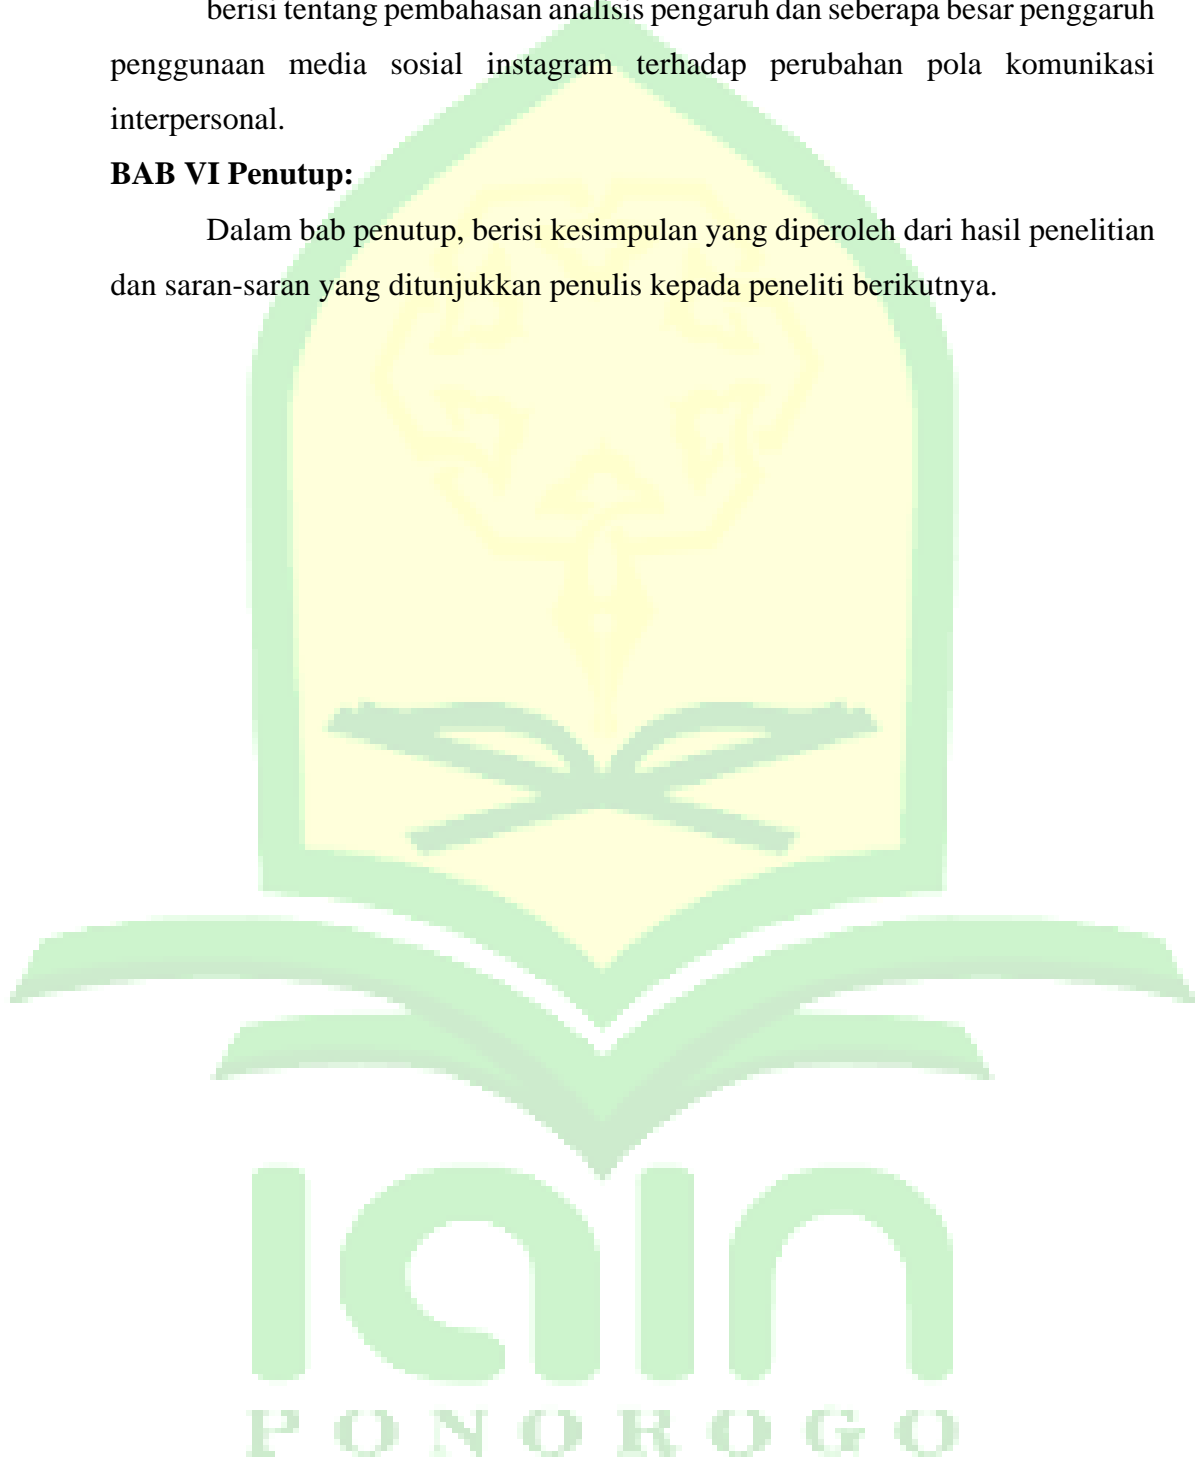 berisi tentang pembahasan analisis pengaruh dan seberapa besar penggaruh
penggunaan media sosial instagram terhadap perubahan pola komunikasi
interpersonal.
BAB VI Penutup:
Dalam bab penutup, berisi kesimpulan yang diperoleh dari hasil penelitian
dan saran-saran yang ditunjukkan penulis kepada peneliti berikutnya.
iain
PONOROGO